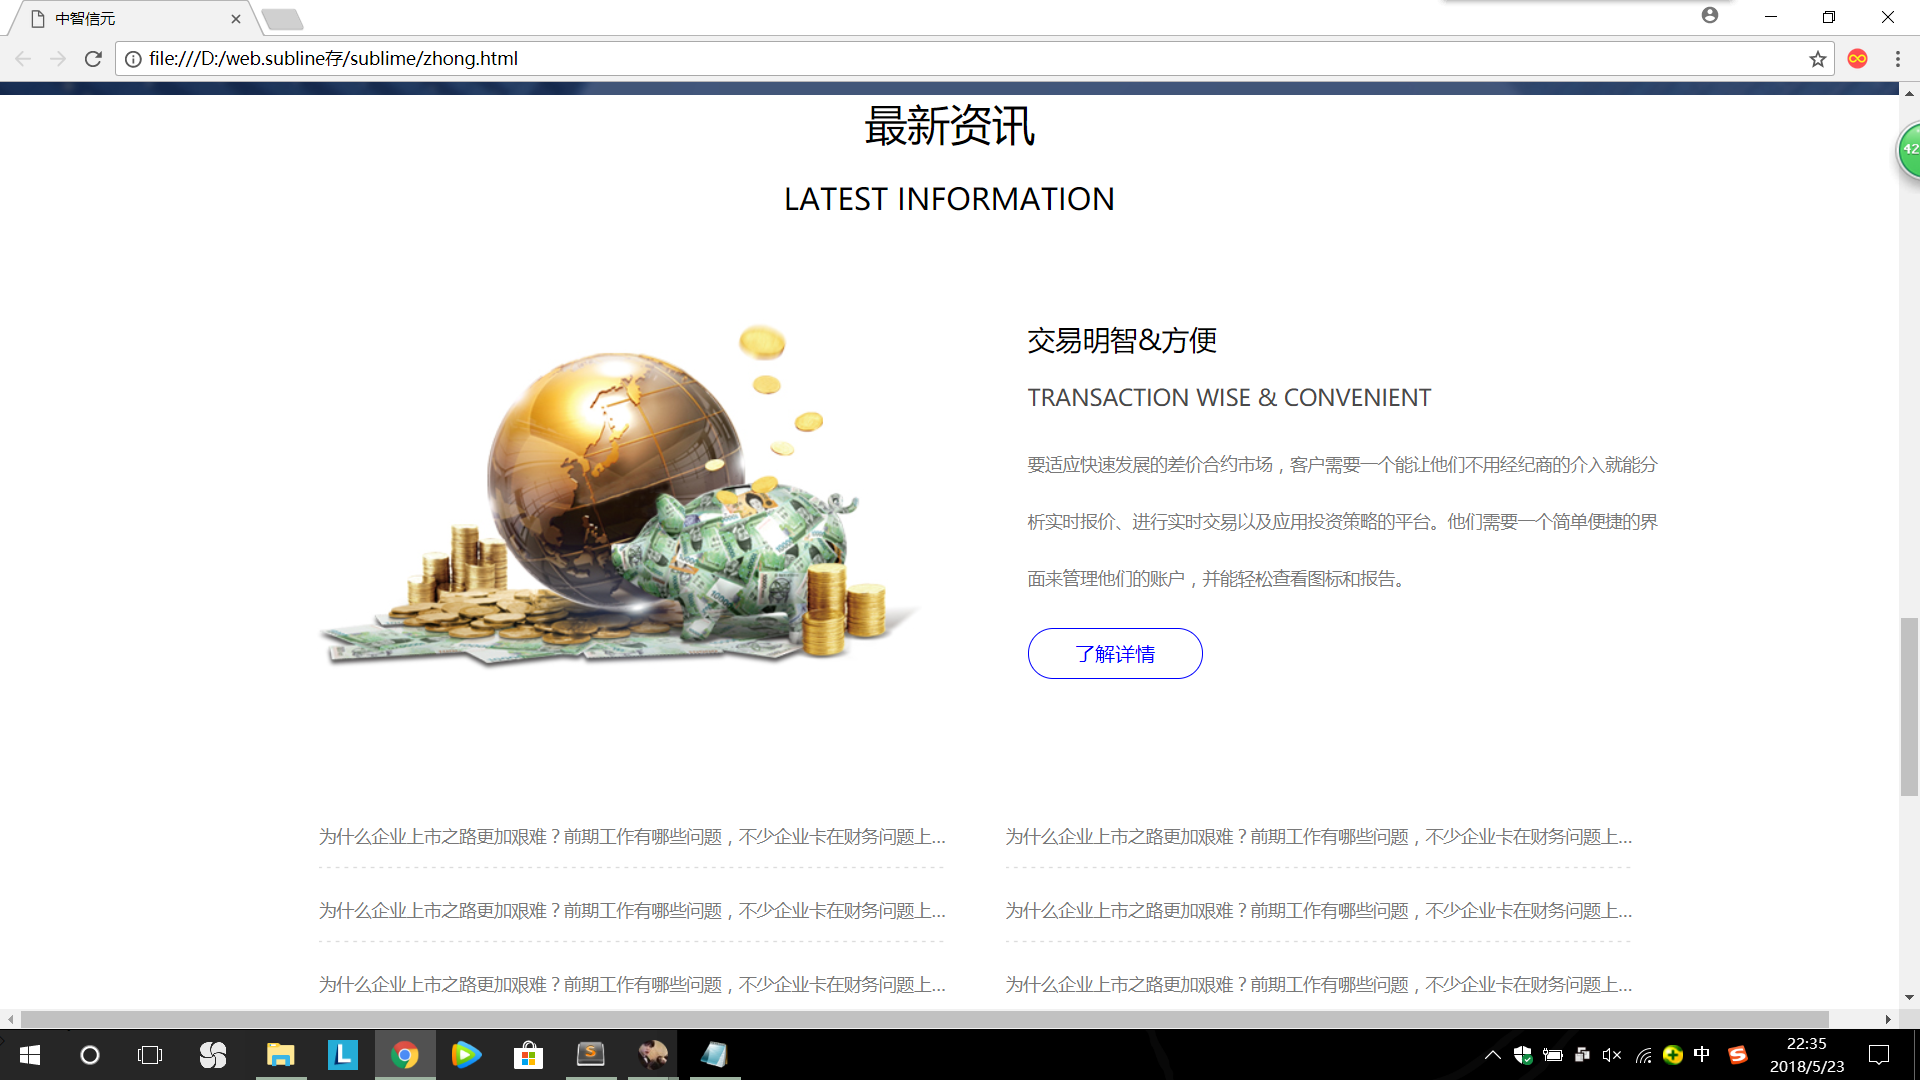 中智信元
file:///D:/web.subline存/sublime/zhong.html
42
最新资讯
LATEST INFORMATION
交易明智&方便
TRANSACTION WISE & CONVENIENT
要适应快速发展的差价合约市场，客户需要一个能让他们不用经纪商的介入就能分
析实时报价、进行实时交易以及应用投资策略的平台。他们需要一个简单便捷的界
面来管理他们的账户，并能轻松查看图标和报告。
了解详情
为什么企业上市之路更加艰难？前期工作有哪些问题，不少企业卡在财务问题上...
为什么企业上市之路更加艰难？前期工作有哪些问题，不少企业卡在财务问题上...
为什么企业上市之路更加艰难？前期工作有哪些问题，不少企业卡在财务问题上...
为什么企业上市之路更加艰难？前期工作有哪些问题，不少企业卡在财务问题上...
为什么企业上市之路更加艰难？前期工作有哪些问题，不少企业卡在财务问题上...
为什么企业上市之路更加艰难？前期工作有哪些问题，不少企业卡在财务问题上...
L
S
中
S
22:35
2018/5/23